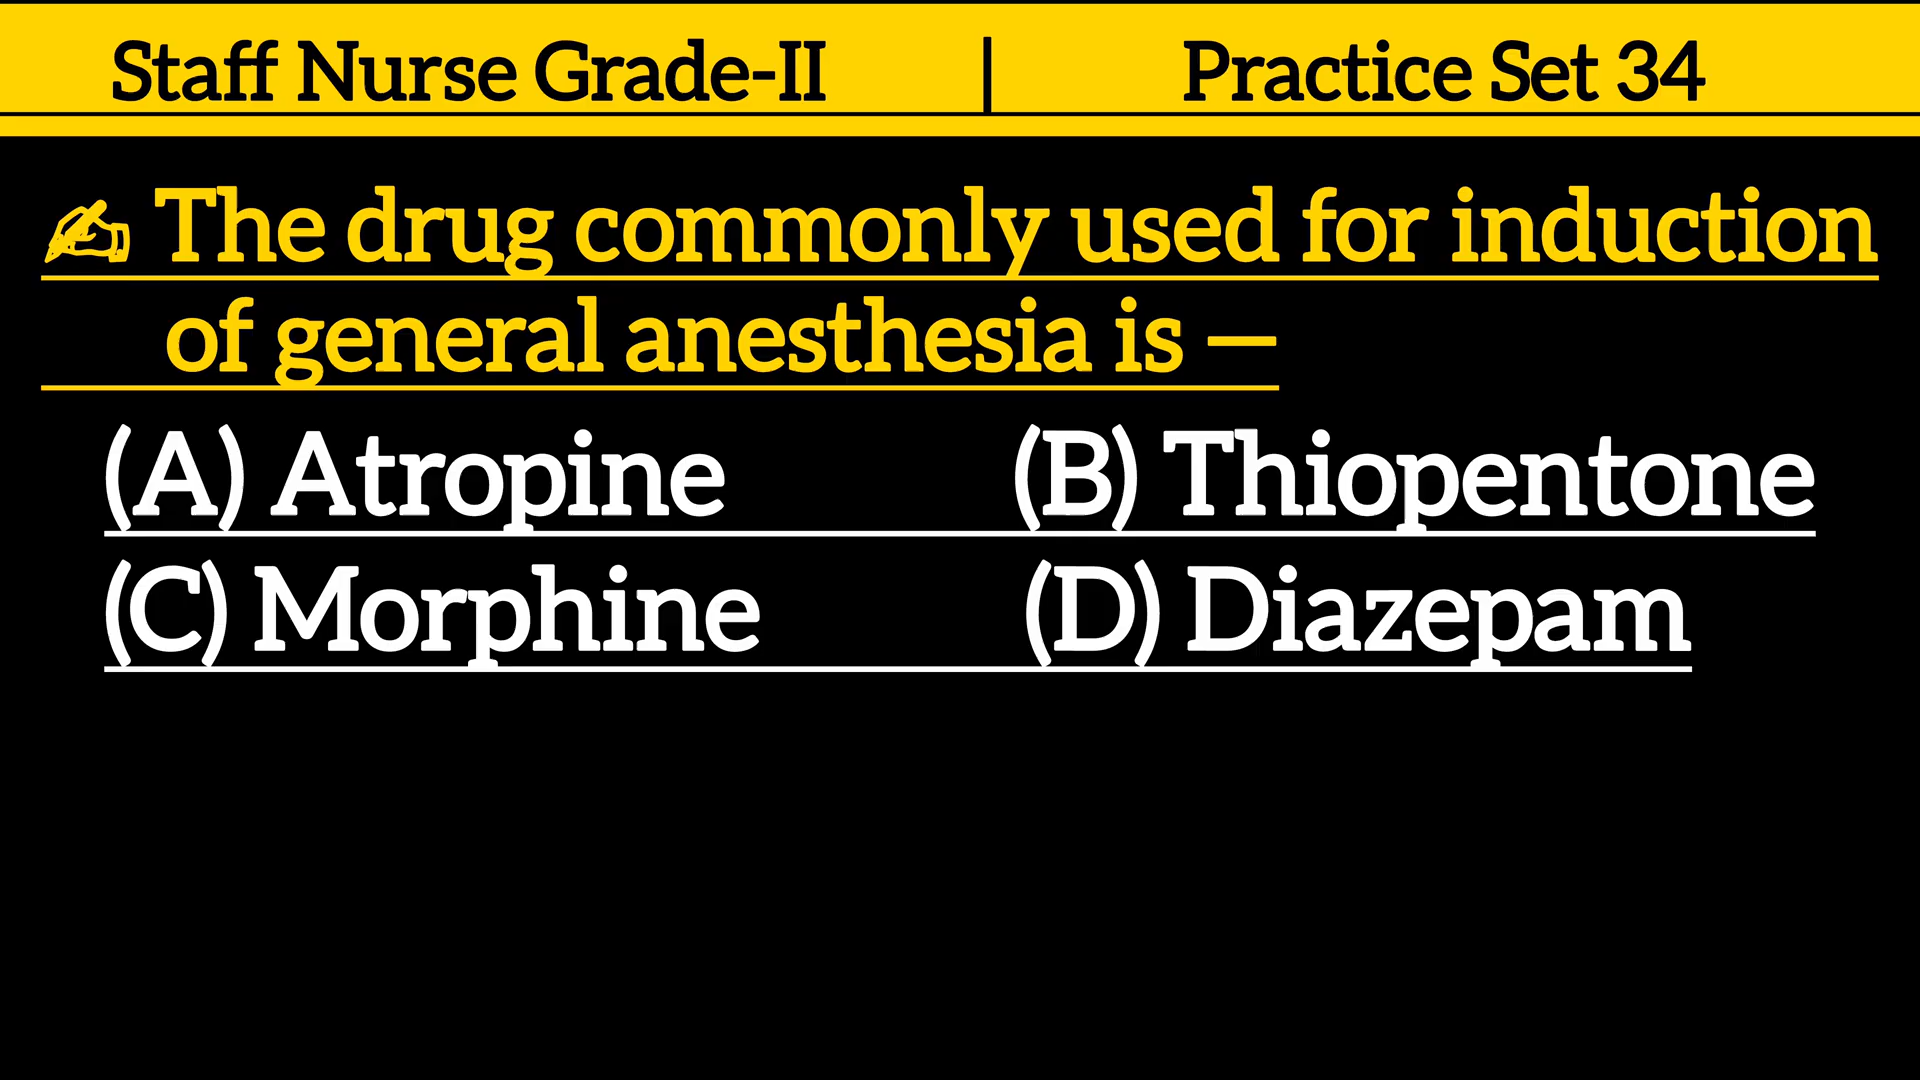 Staff Nurse Grade-II | Practice Set 34
✍ The drug commonly used for induction
of general anesthesia is —
(A) Atropine (B) Thiopentone
(C) Morphine (D) Diazepam